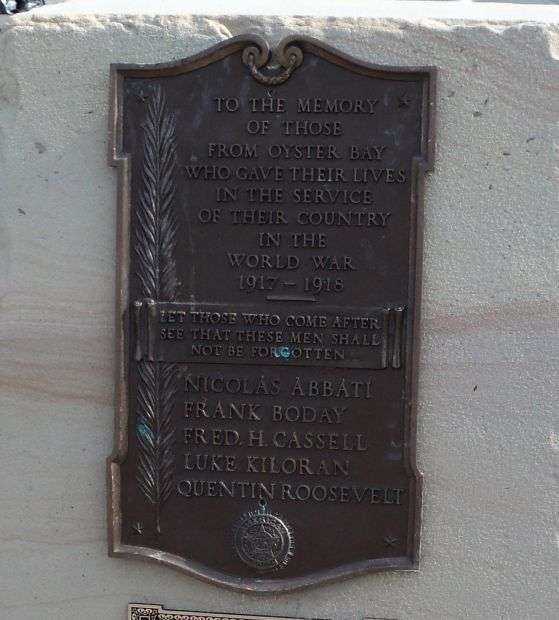 TO THE MEMORY
OF THOSE
FROM OYSTER BAY
WHO GAVE THEIR LIVES
IN THE SERVICE
OF THEIR COUNTRY
IN THE
WORLD WAR
1917 – 1918
LET THOSE WHO COME AFTER
SEE THAT THESE MEN SHALL
NOT BE FORGOTTEN
NICOLAS ABBATI
FRANK BODAY
FRED. H. CASSELL
LUKE KILORAN
QUENTIN ROOSEVELT